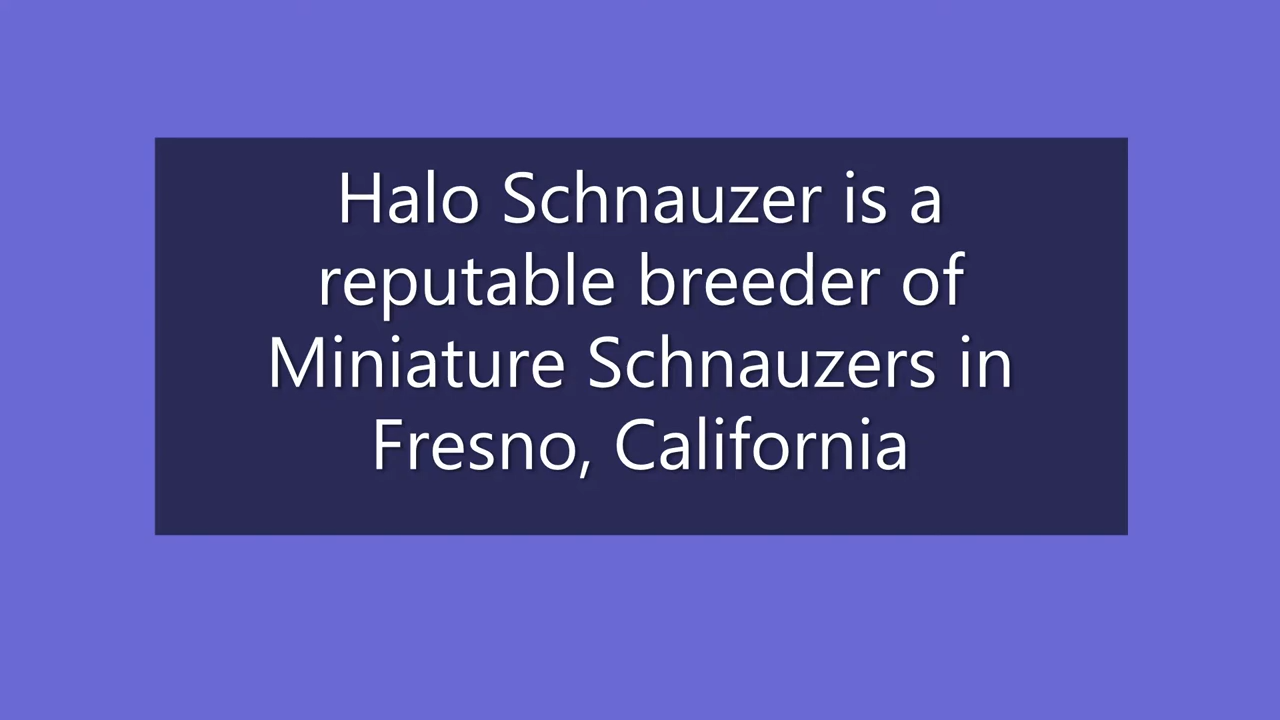 Halo Schnauzer is a
reputable breeder of
Miniature Schnauzers in
Fresno, California